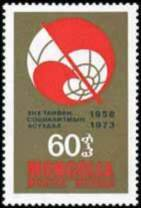 ЭНХ ТАЙВАН... 1958
СОЦИАЛИЗМЫН
АСУУДАЛ... 1973
60
MONGOLIA